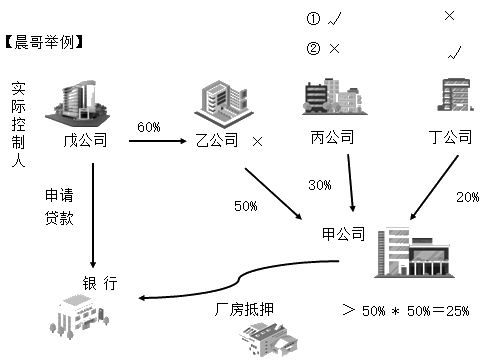 ① √ ×
【晨哥举例】
② × √
实际控制人
戊公司
60%
乙公司 ×
丙公司
丁公司
申请
贷款
50%
30%
20%
甲公司
银 行
厂房抵押
＞ 50% * 50%＝25%